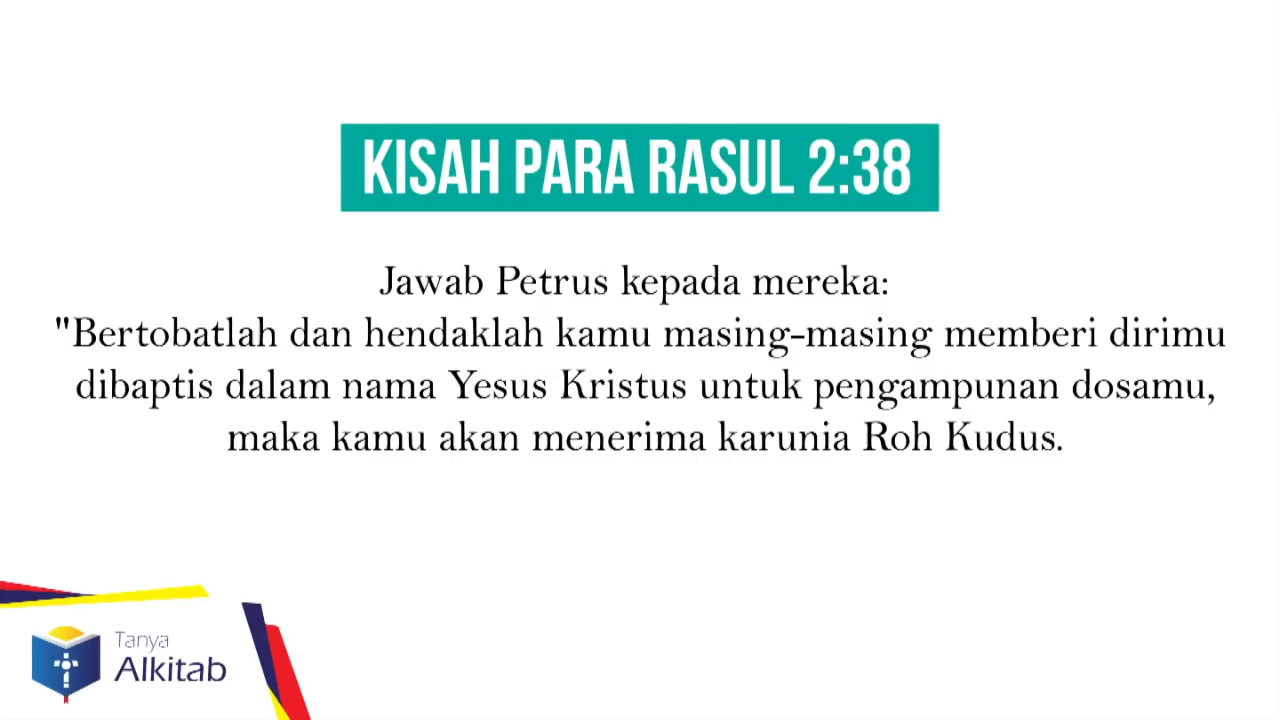 KISAH PARA RASUL 2:38
Jawab Petrus kepada mereka:
"Bertobatlah dan hendaklah kamu masing-masing memberi dirimu
dibaptis dalam nama Yesus Kristus untuk pengampunan dosamu,
maka kamu akan menerima karunia Roh Kudus.
Tanya
Alkitab